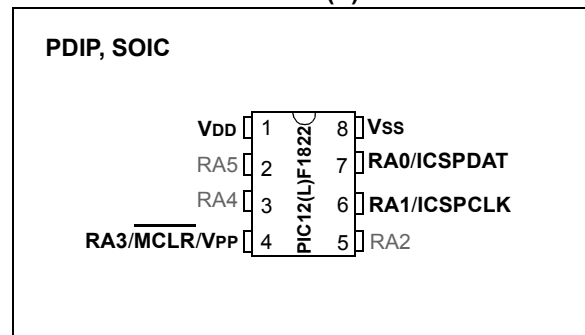 PDIP, SOIC
VDD 1 8 VSS
RA5 2 7 RA0/ICSPDAT
RA4 3 6 RA1/ICSPCLK
RA3/MCLR/VPP 4 5 RA2
PIC12(L)F1822